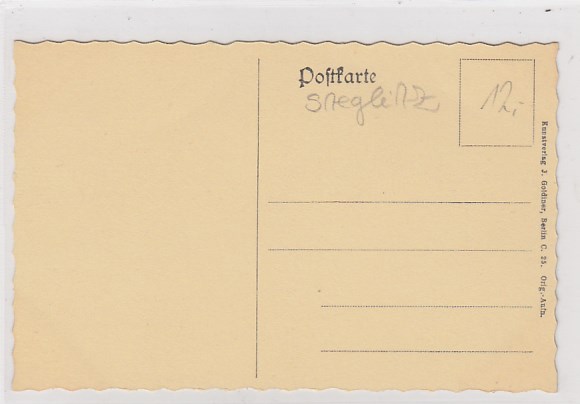 Postkarte
Steglitz
12,-
Kunstverlag J. Goldiner, Berlin C. 25. Orig.-Aufn.